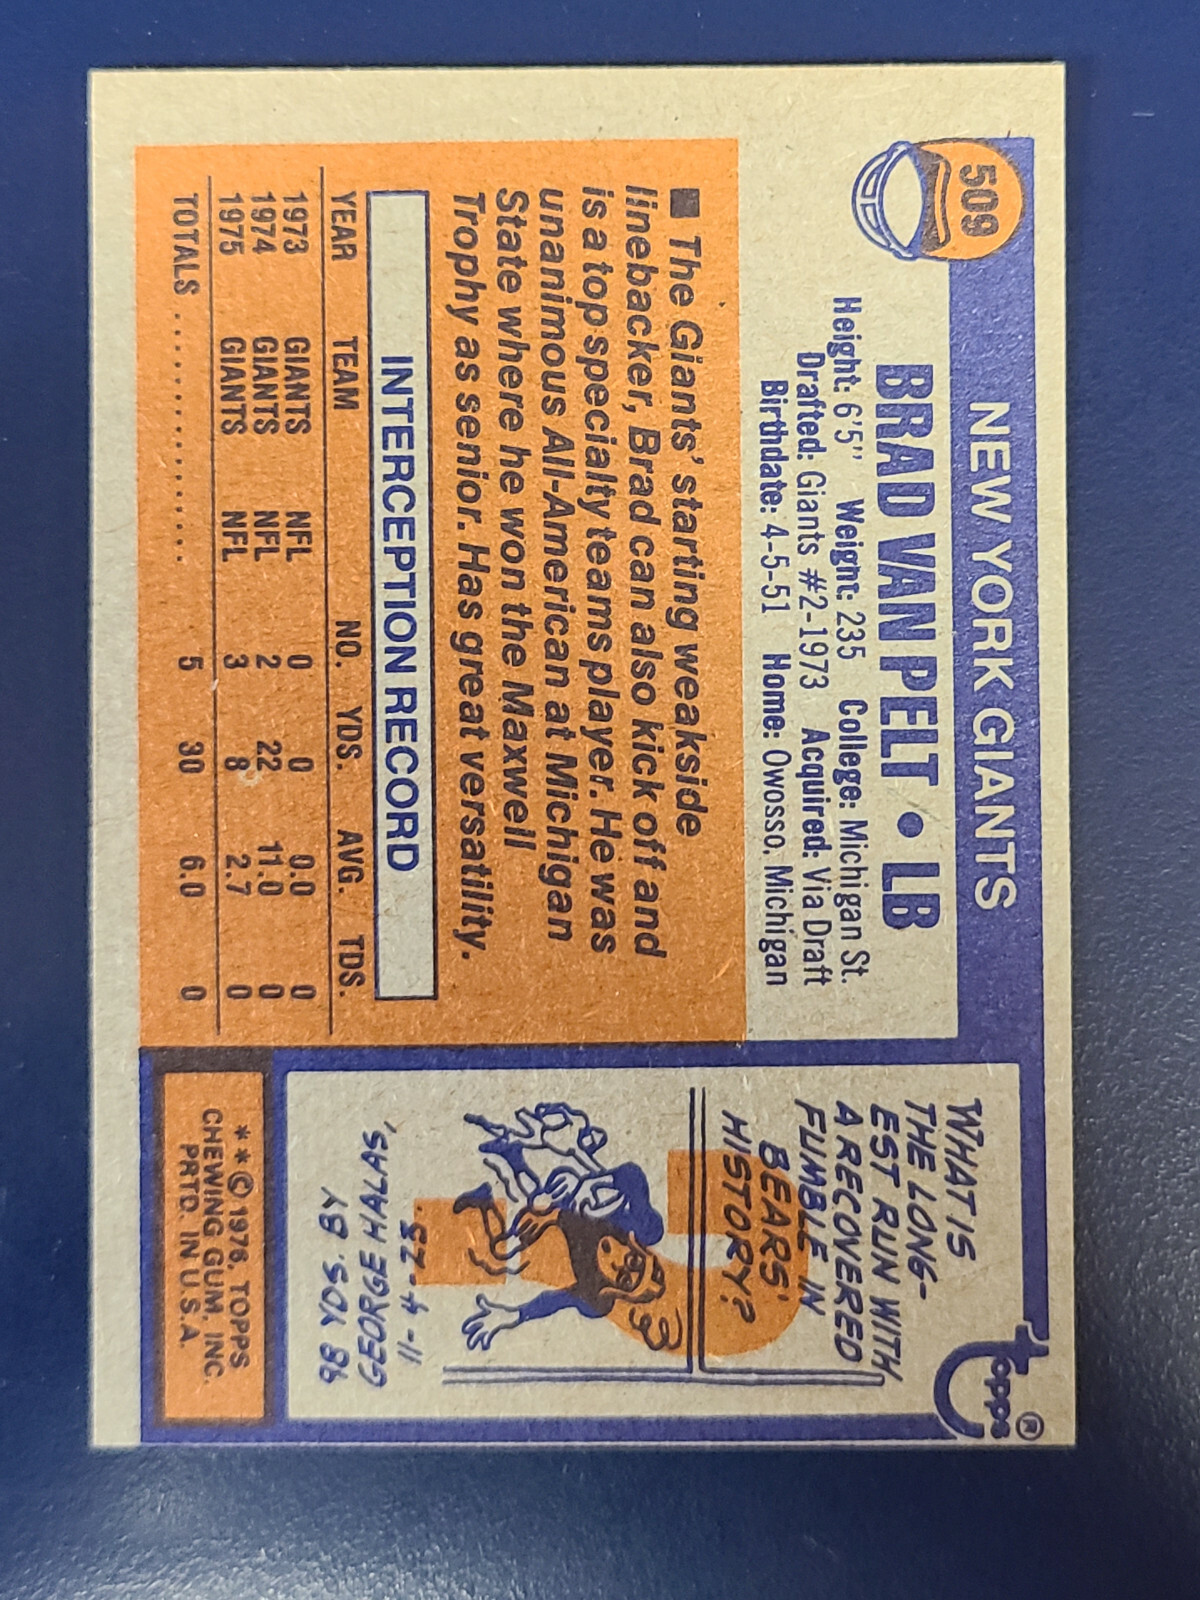 509
NEW YORK GIANTS
BRAD VAN PELT • LB
Height: 6'5" Weight: 235 College: Michigan St.
Drafted: Giants #2-1973 Acquired: Via Draft
Birthdate: 4-5-51 Home: Owosso, Michigan
■ The Giants' starting weakside
linebacker, Brad can also kick off and
is a top specialty teams player. He was
unanimous All-American at Michigan
State where he won the Maxwell
Trophy as senior. Has great versatility.
INTERCEPTION RECORD
YEAR TEAM NO. YDS. AVG. TDS.
1973 GIANTS NFL 0 0 0.0 0
1974 GIANTS NFL 2 22 11.0 0
1975 GIANTS NFL 3 8 2.7 0
TOTALS .................. 5 30 6.0 0
topps®
WHAT IS
THE LONG-
EST RUN WITH
A RECOVERED
FUMBLE IN
BEARS'
HISTORY?
98 YDS. BY
GEORGE HALAS,
11-4-23.
**© 1976, TOPPS
CHEWING GUM, INC.
PRTD. IN U.S.A.